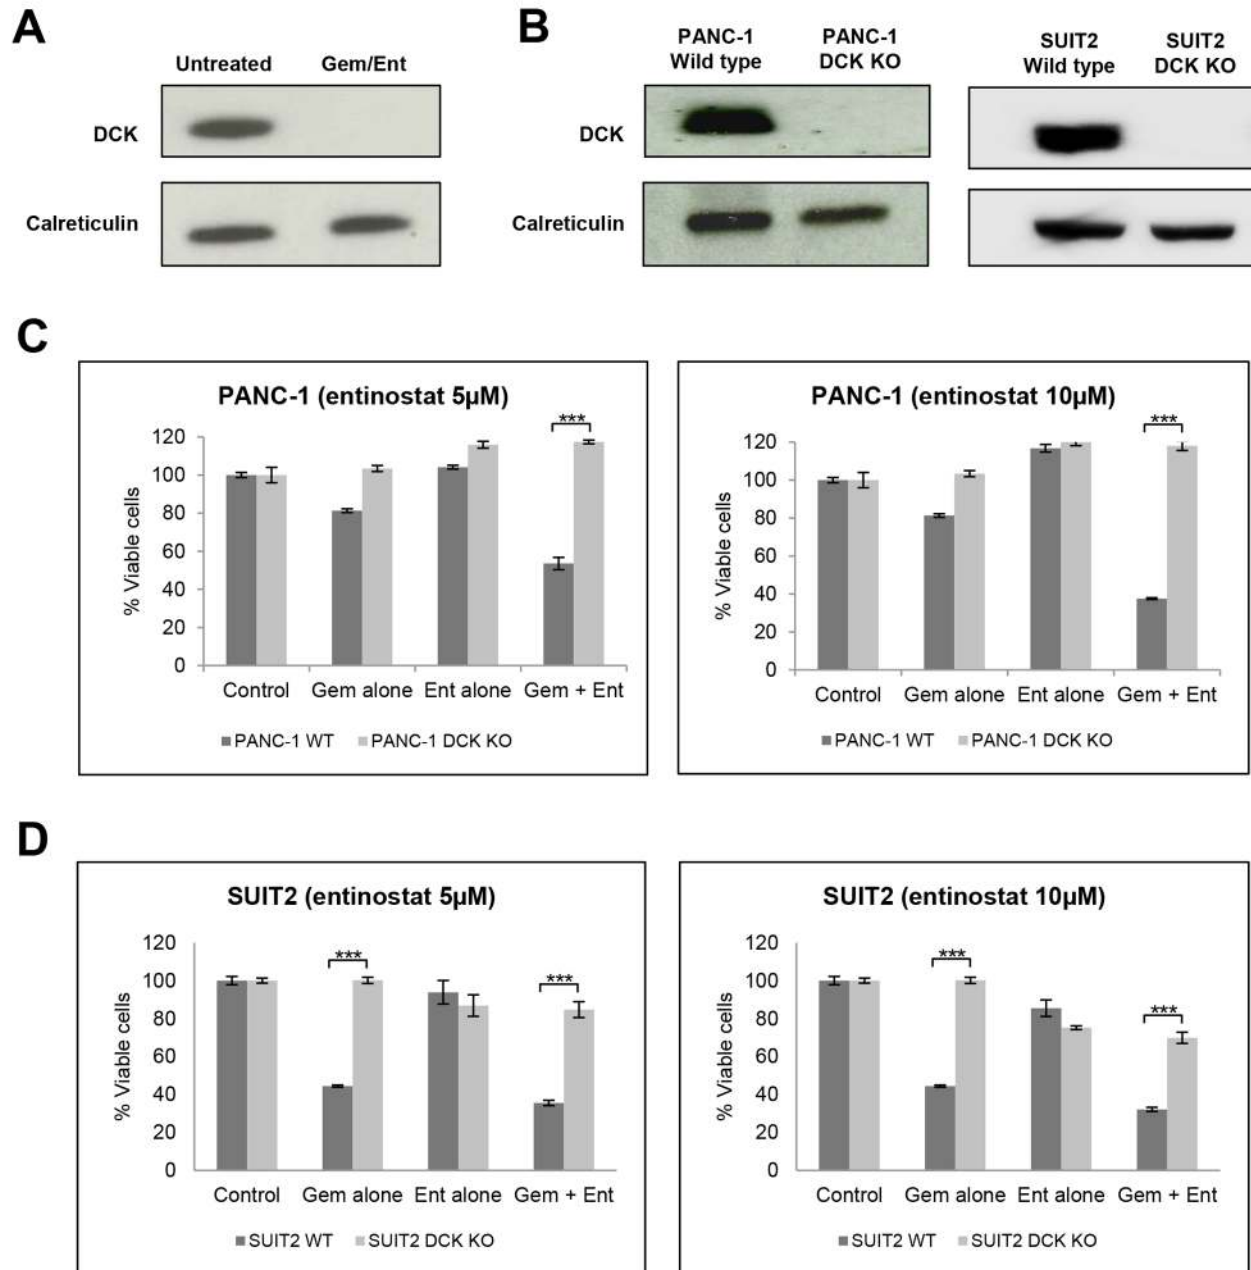 A
Untreated Gem/Ent
DCK
Calreticulin
B
PANC-1 Wild type
PANC-1 DCK KO
SUIT2 Wild type
SUIT2 DCK KO
DCK
Calreticulin
C
PANC-1 (entinostat 5µM)
***
% Viable cells
120
100
80
60
40
20
0
Control Gem alone Ent alone Gem + Ent
PANC-1 WT PANC-1 DCK KO
PANC-1 (entinostat 10µM)
***
% Viable cells
120
100
80
60
40
20
0
Control Gem alone Ent alone Gem + Ent
PANC-1 WT PANC-1 DCK KO
D
SUIT2 (entinostat 5µM)
*** ***
% Viable cells
120
100
80
60
40
20
0
Control Gem alone Ent alone Gem + Ent
SUIT2 WT SUIT2 DCK KO
SUIT2 (entinostat 10µM)
*** ***
% Viable cells
120
100
80
60
40
20
0
Control Gem alone Ent alone Gem + Ent
SUIT2 WT SUIT2 DCK KO